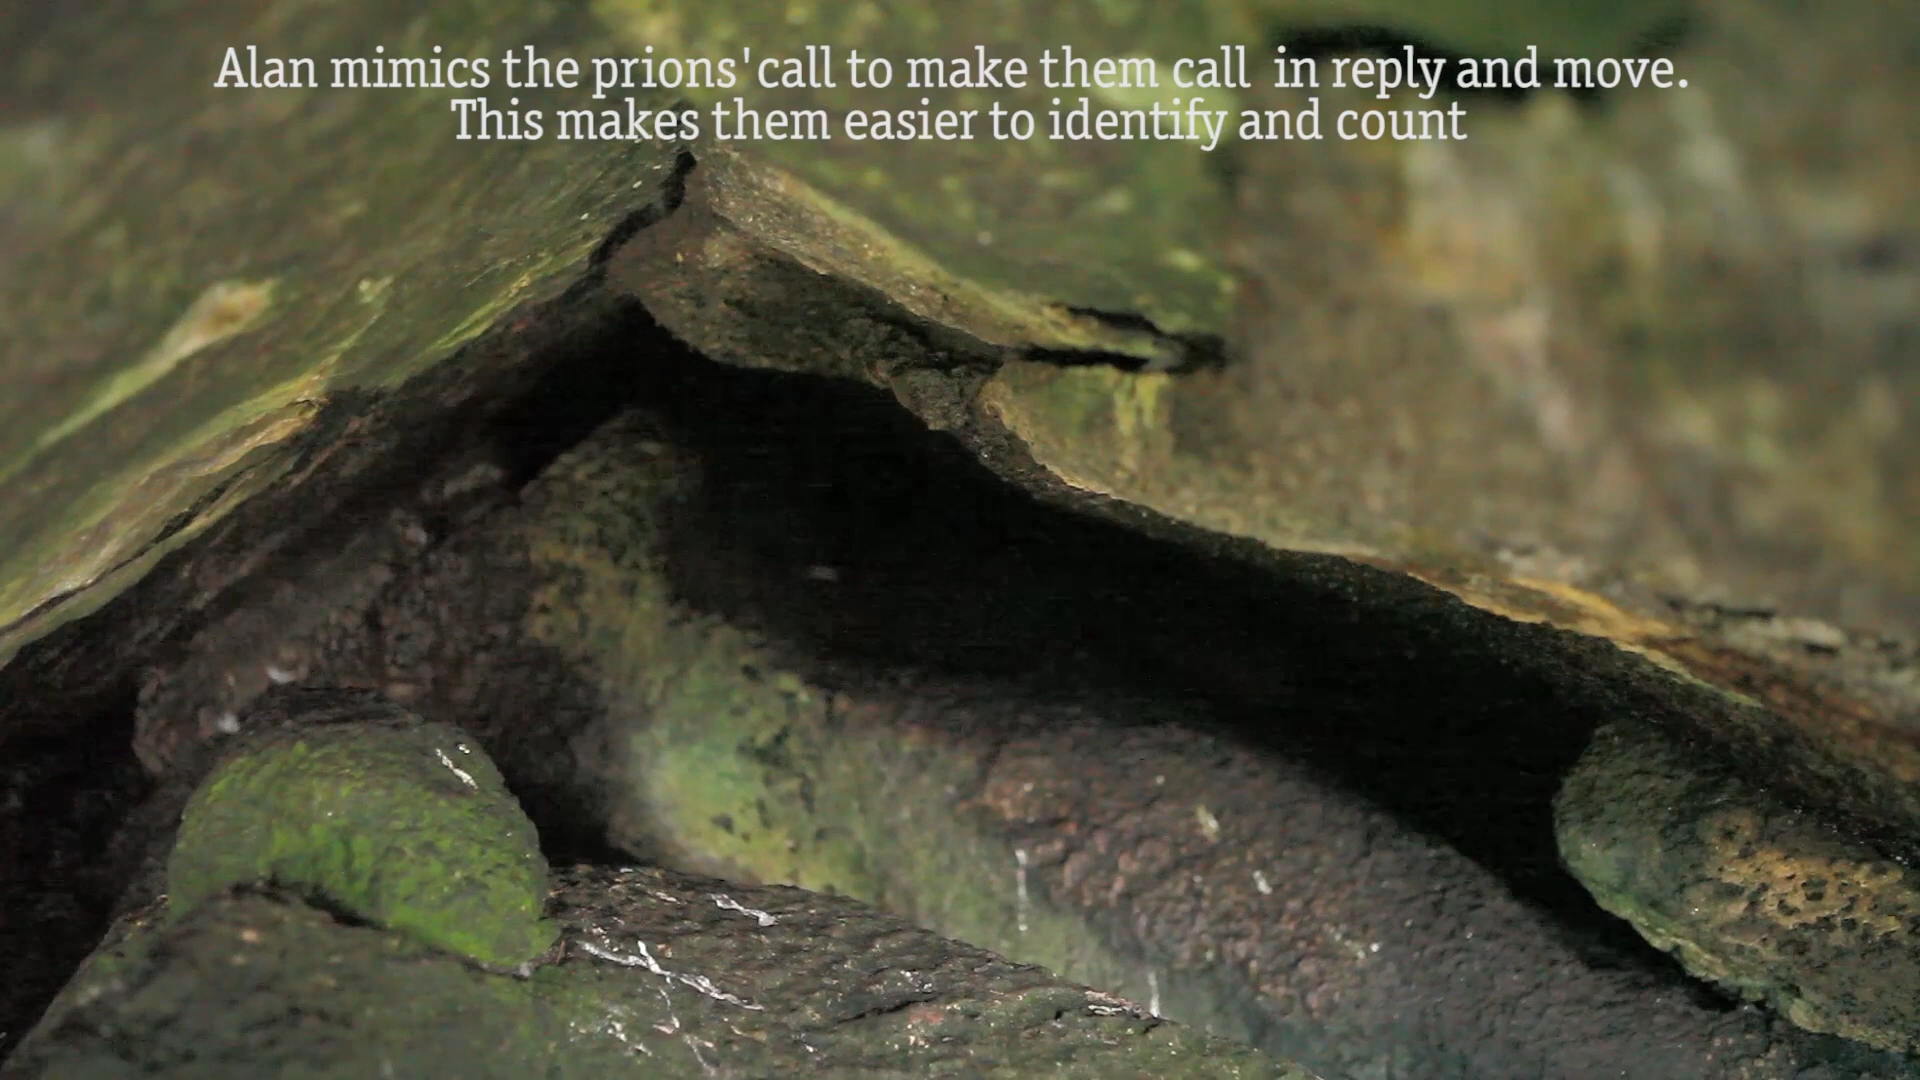 Alan mimics the prions' call to make them call  in reply and move.
This makes them easier to identify and count